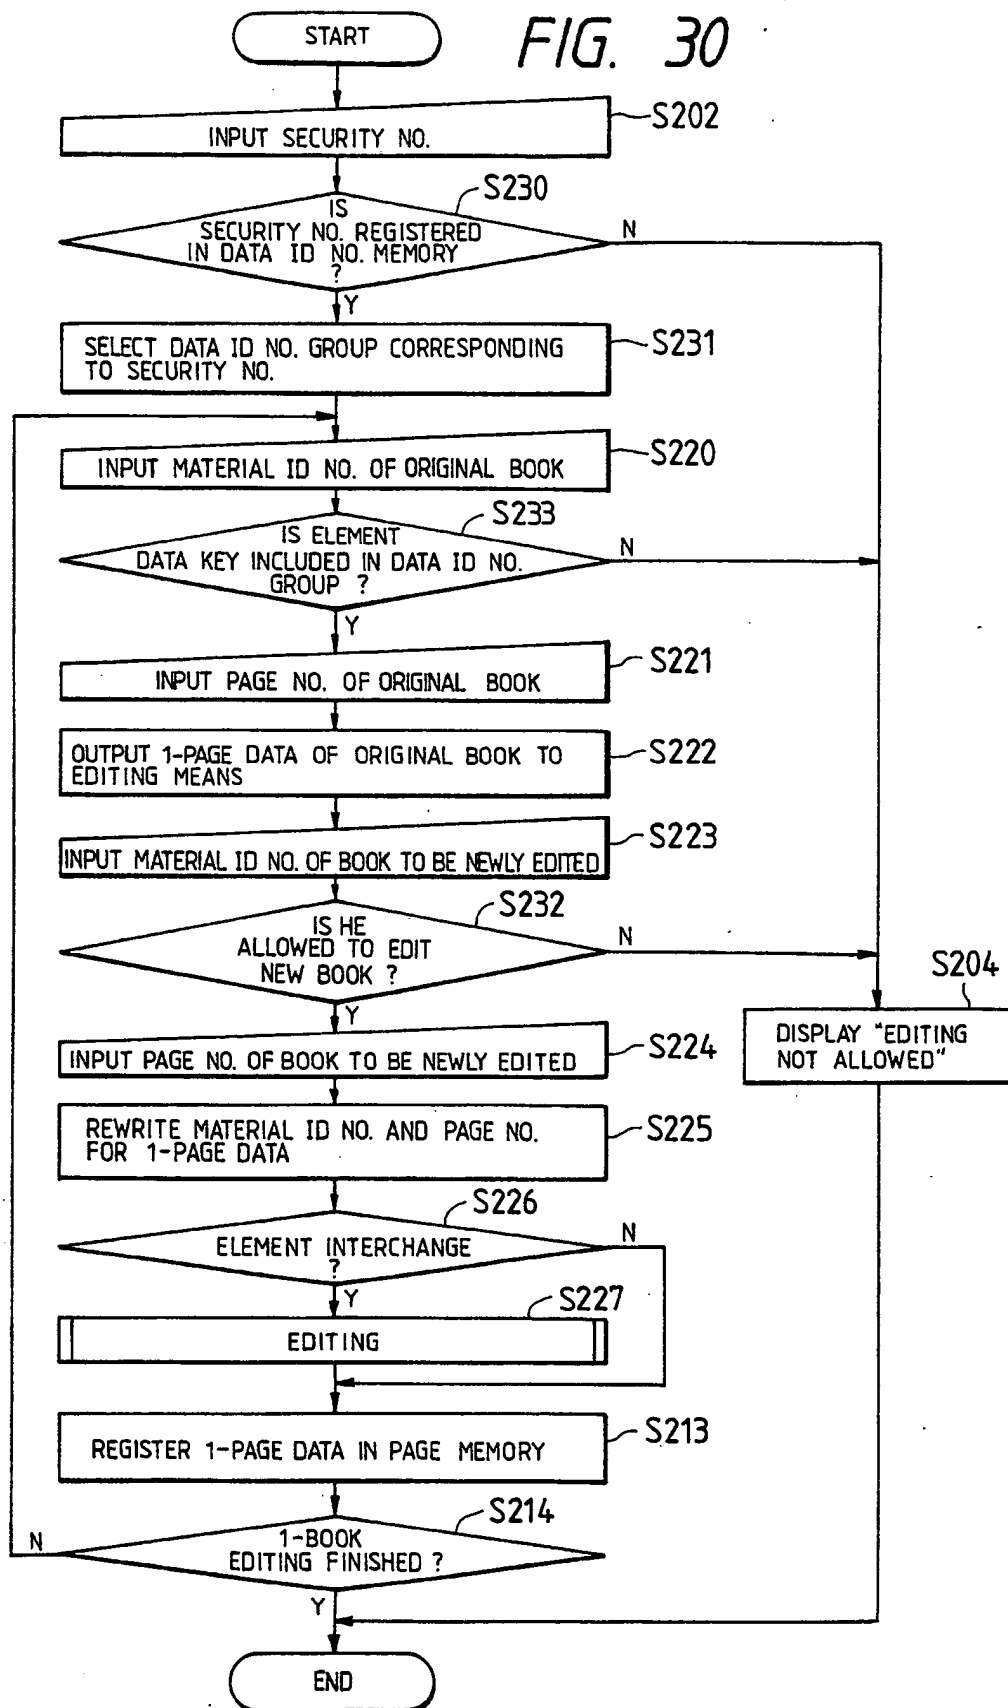 FIG. 30
START
INPUT SECURITY NO.
S202
S230
IS
SECURITY NO. REGISTERED
IN DATA ID NO. MEMORY
?
N
Y
SELECT DATA ID NO. GROUP CORRESPONDING
TO SECURITY NO.
S231
INPUT MATERIAL ID NO. OF ORIGINAL BOOK
S220
S233
IS ELEMENT
DATA KEY INCLUDED IN DATA ID NO.
GROUP ?
N
Y
INPUT PAGE NO. OF ORIGINAL BOOK
S221
OUTPUT 1-PAGE DATA OF ORIGINAL BOOK TO
EDITING MEANS
S222
INPUT MATERIAL ID NO. OF BOOK TO BE NEWLY EDITED
S223
S232
IS HE
ALLOWED TO EDIT
NEW BOOK ?
N
Y
S204
DISPLAY "EDITING
NOT ALLOWED"
INPUT PAGE NO. OF BOOK TO BE NEWLY EDITED
S224
REWRITE MATERIAL ID NO. AND PAGE NO.
FOR 1-PAGE DATA
S225
S226
ELEMENT INTERCHANGE
?
N
Y
S227
EDITING
REGISTER 1-PAGE DATA IN PAGE MEMORY
S213
S214
1-BOOK
EDITING FINISHED ?
N
Y
END